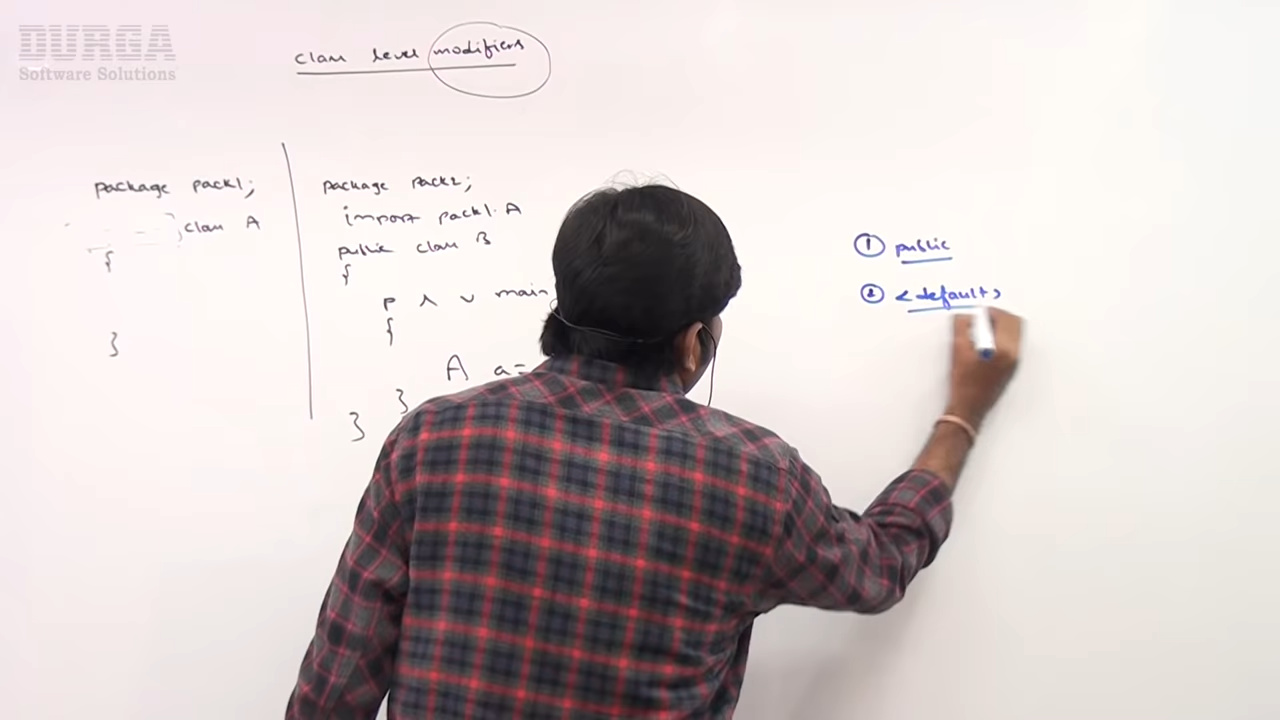 DURGA
Software Solutions
class level modifiers
package pack1;
class A
{
}
package pack2;
import pack1.A
public class B
{
p ^ v main
{
A a=
}
}
① public
② <default>